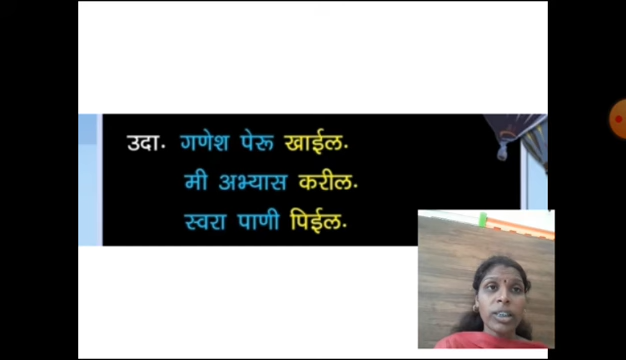 उदा. गणेश पेरू खाईल.
मी अभ्यास करील.
स्वरा पाणी पिईल.